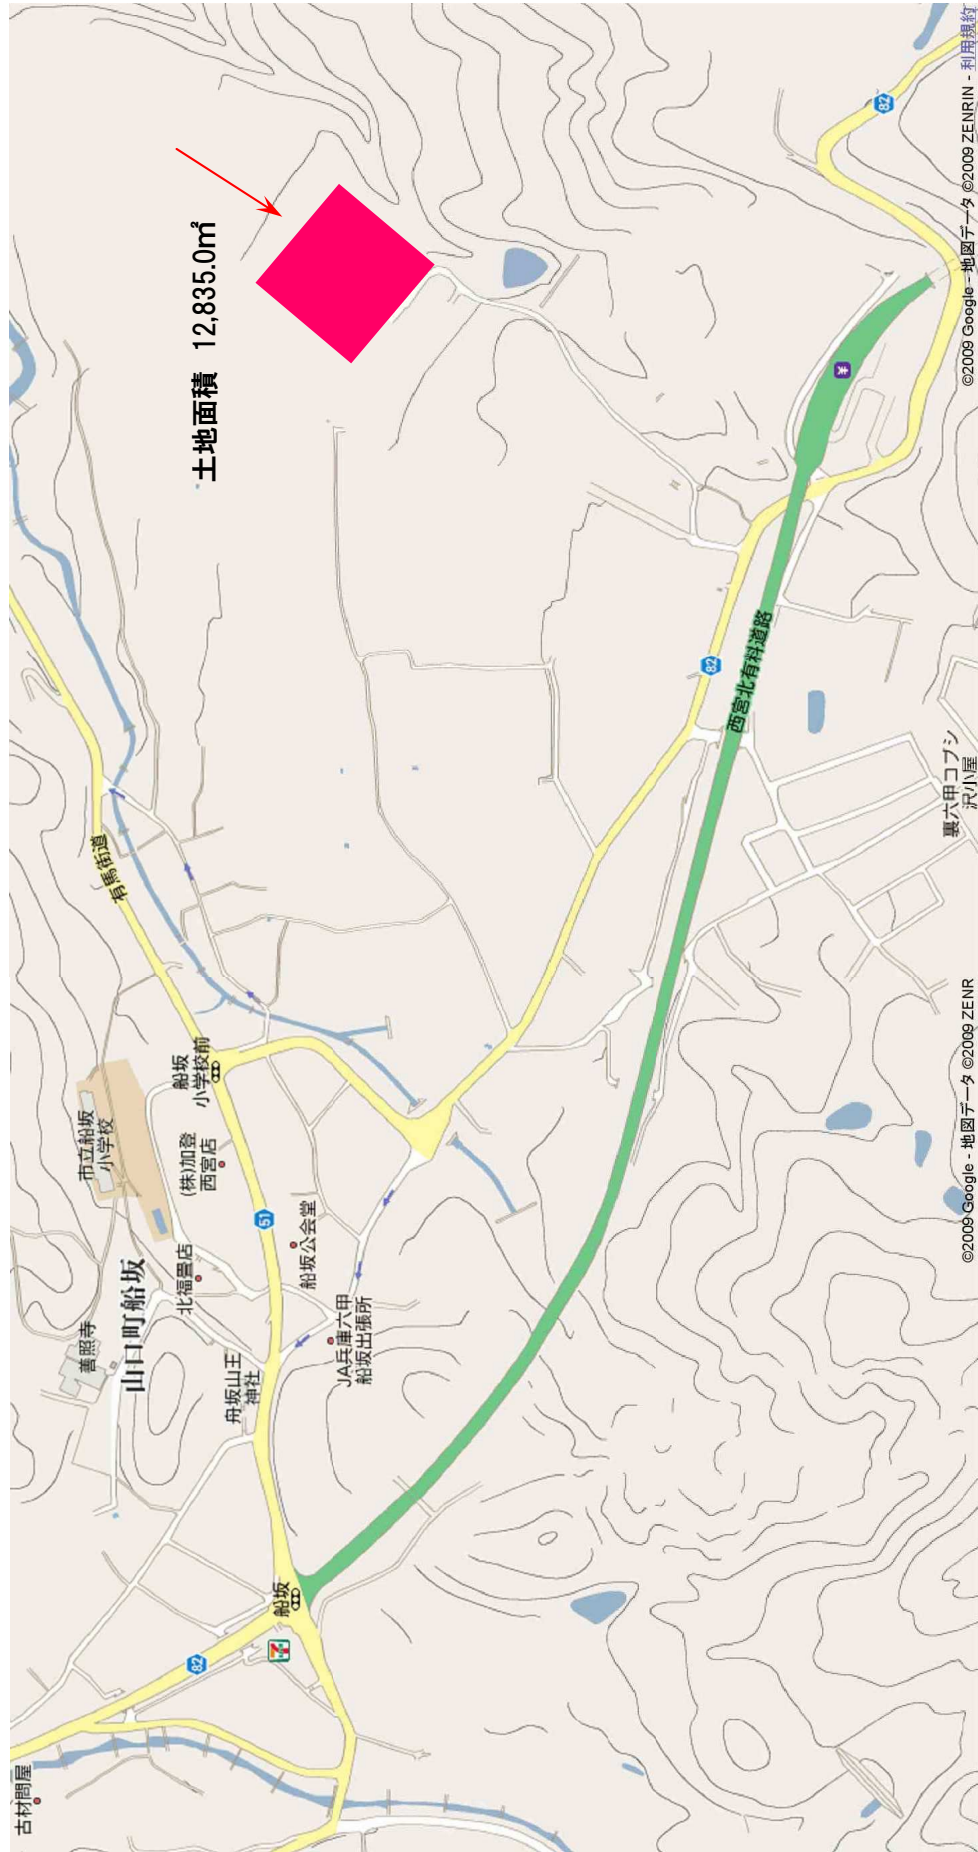 土地面積 12,835.0㎡
有馬街道
船坂
小学校前
市立船坂
小学校
(株)加登
西宮店
51
船坂公会堂
北福畳店
山口町船坂
善照寺
舟坂山王
神社
JA兵庫六甲
船坂出張所
船坂
82
古材問屋
西宮北有料道路
82
82
裏六甲コブシ
沢小屋
©2009 Google - 地図データ ©2009 ZENR
©2009 Google - 地図データ ©2009 ZENRIN - 利用規約